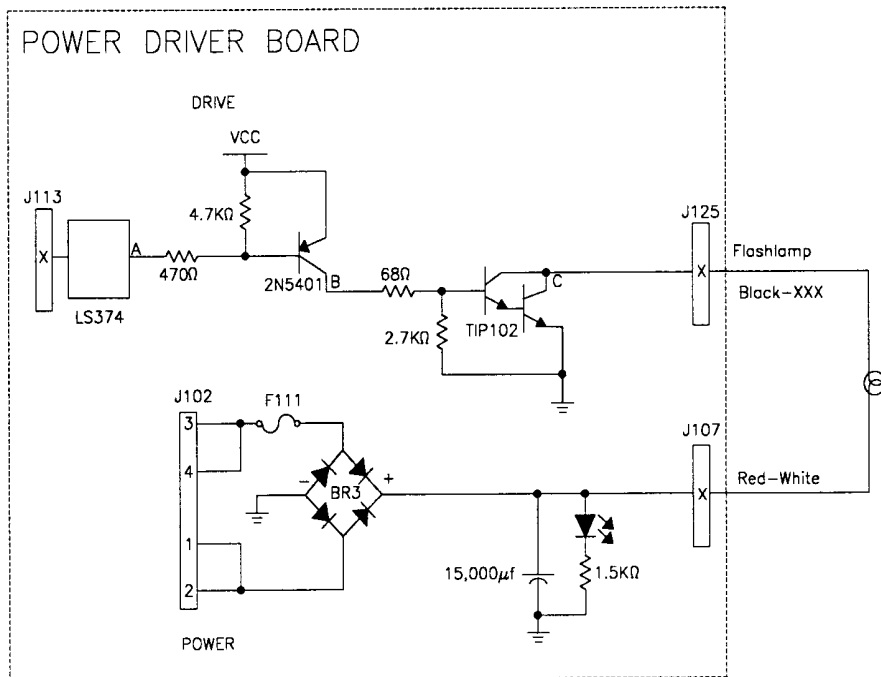 POWER DRIVER BOARD
DRIVE
VCC
J113
4.7KΩ
J125
X
A
470Ω
LS374
2N5401
B
68Ω
2.7KΩ
TIP102
C
X
Flashlamp
Black-XXX
J102
F111
3
4
1
2
- BR3 +
J107
X
Red-White
15,000µf
1.5KΩ
POWER